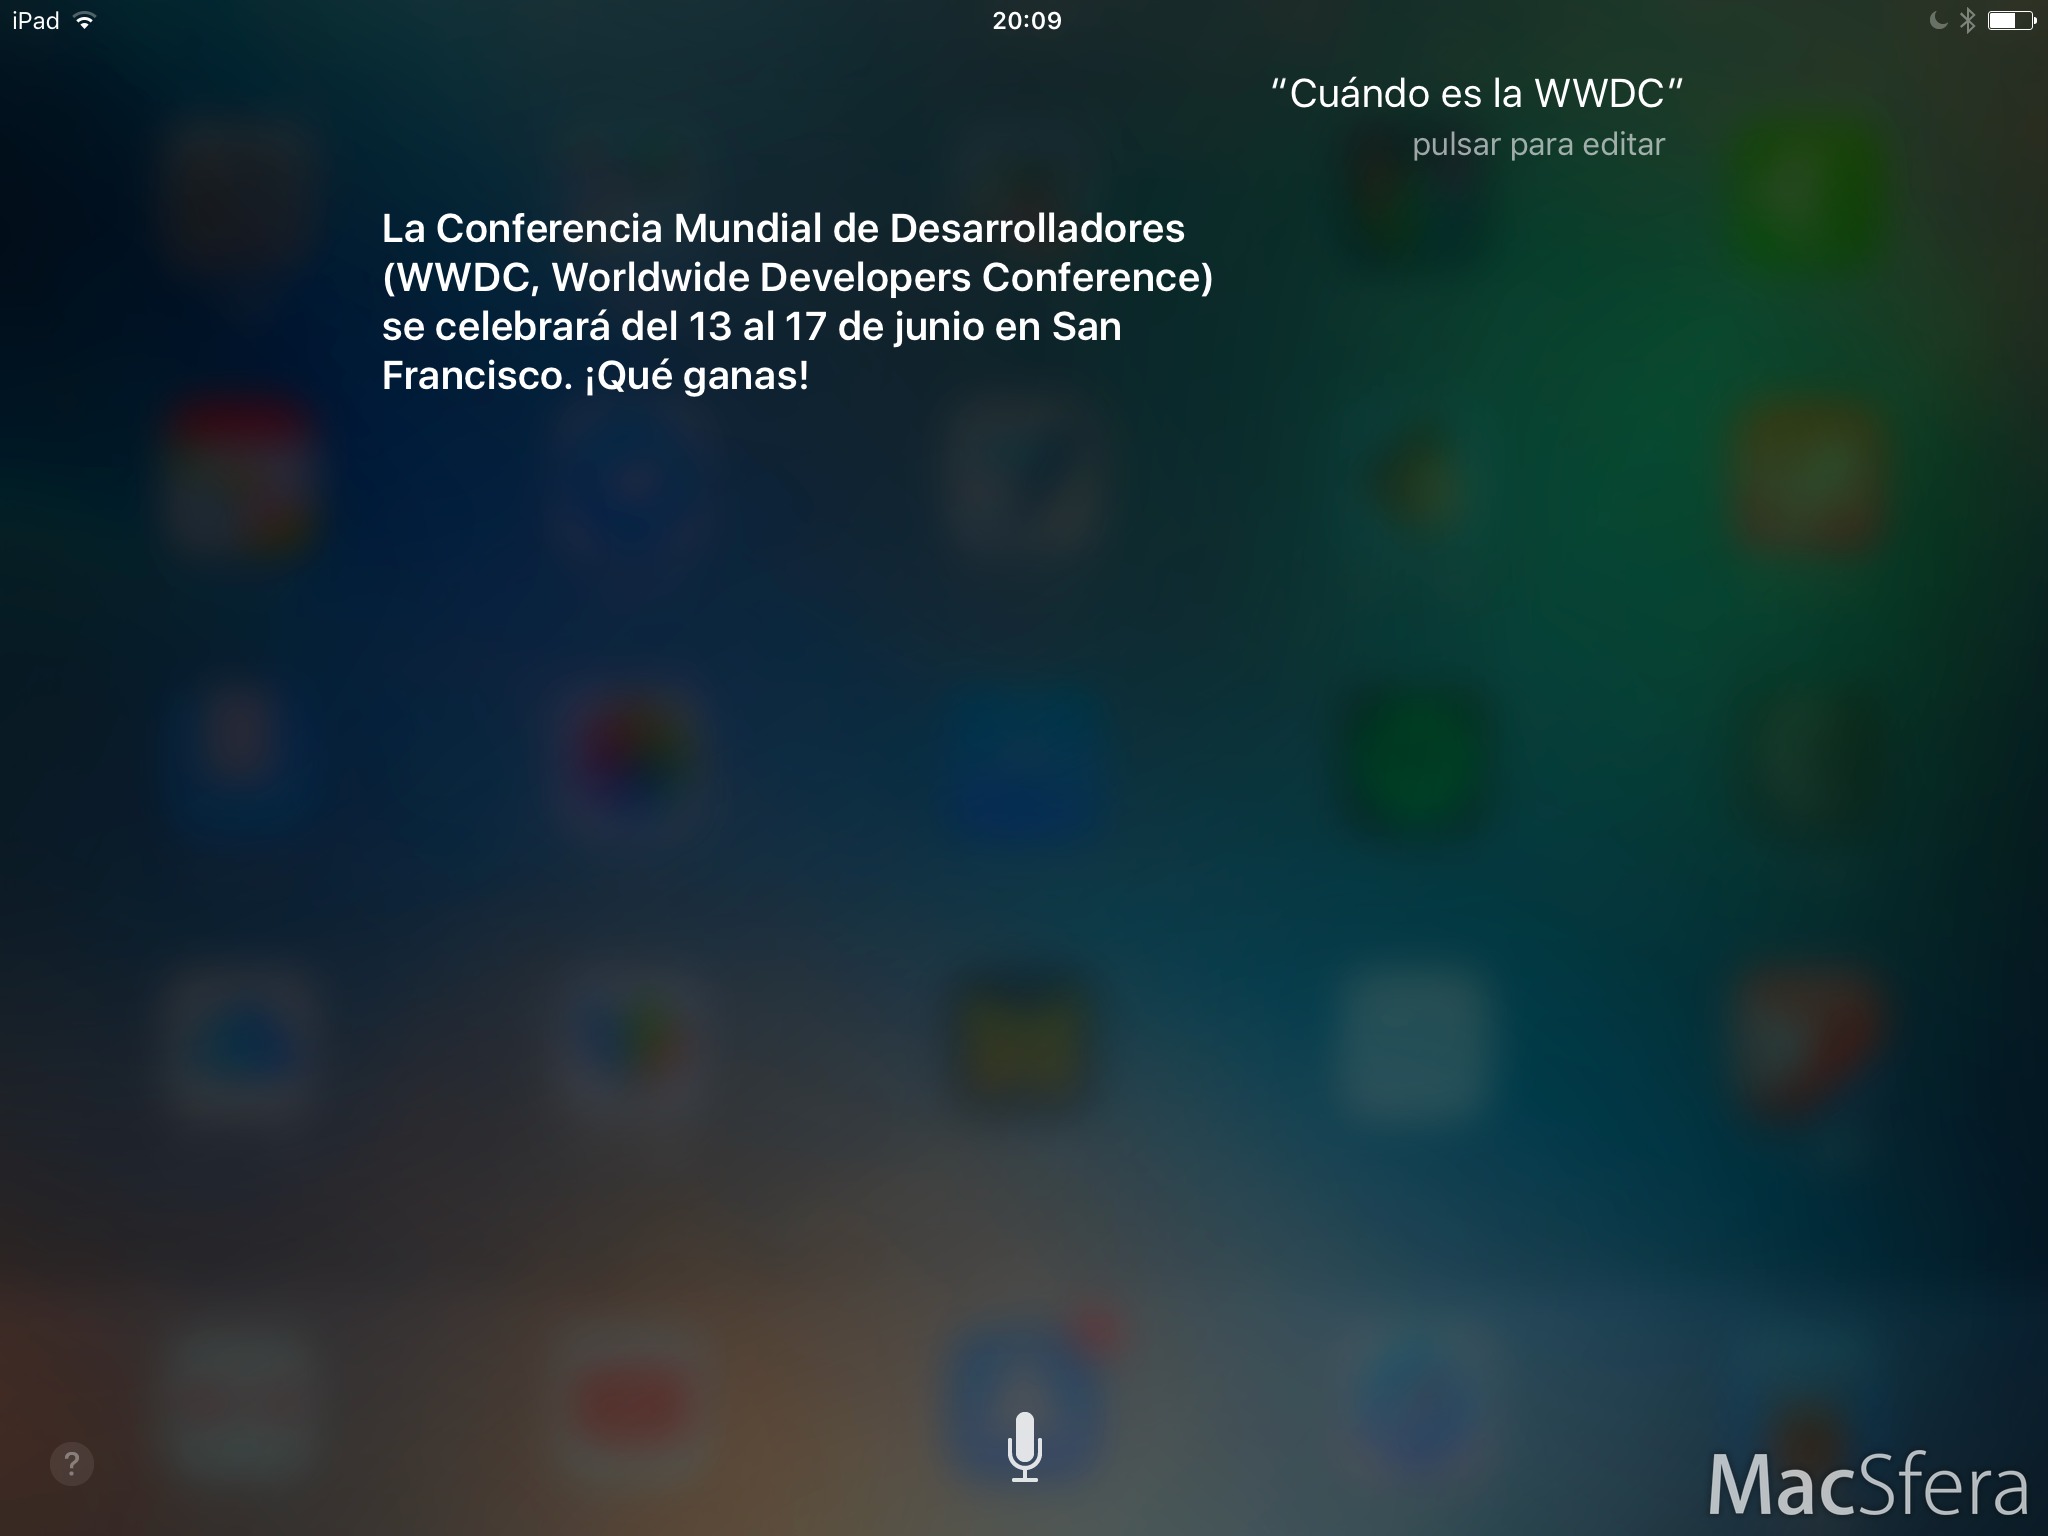 iPad
20:09
“Cuándo es la WWDC”
pulsar para editar
La Conferencia Mundial de Desarrolladores
(WWDC, Worldwide Developers Conference)
se celebrará del 13 al 17 de junio en San
Francisco. ¡Qué ganas!
?
MacSfera